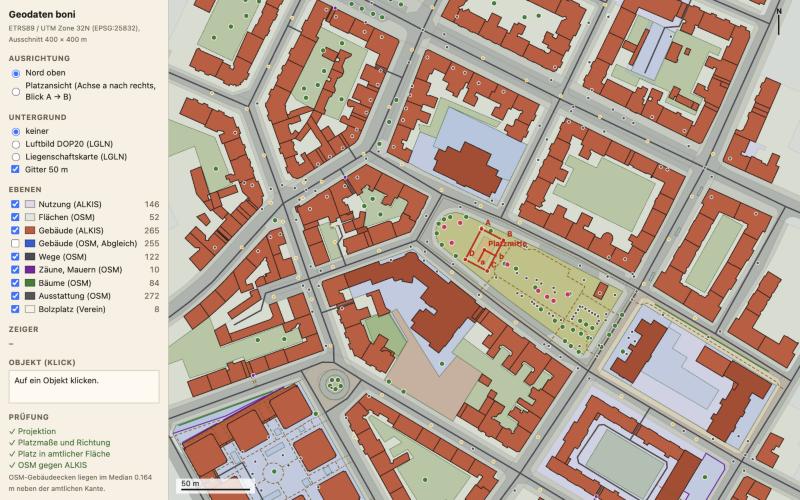 Geodaten boni
ETRS89 / UTM Zone 32N (EPSG:25832),
Ausschnitt 400 × 400 m
AUSRICHTUNG
Nord oben
Platzansicht (Achse a nach rechts,
Blick A → B)
UNTERGRUND
keiner
Luftbild DOP20 (LGLN)
Liegenschaftskarte (LGLN)
Gitter 50 m
EBENEN
Nutzung (ALKIS) 146
Flächen (OSM) 52
Gebäude (ALKIS) 265
Gebäude (OSM, Abgleich) 255
Wege (OSM) 122
Zäune, Mauern (OSM) 10
Bäume (OSM) 84
Ausstattung (OSM) 272
Bolzplatz (Verein) 8
ZEIGER
–
OBJEKT (KLICK)
Auf ein Objekt klicken.
PRÜFUNG
✓ Projektion
✓ Platzmaße und Richtung
✓ Platz in amtlicher Fläche
✓ OSM gegen ALKIS
OSM-Gebäudeecken liegen im Median 0.164
m neben der amtlichen Kante.
N
A
B
Platzmitte
b
D
a
C
50 m